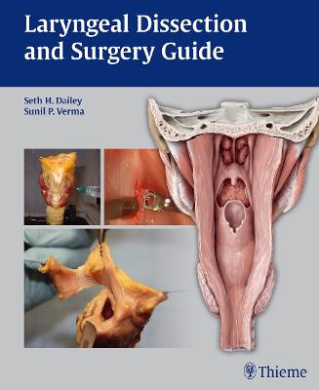 Laryngeal Dissection
and Surgery Guide
Seth H. Dailey
Sunil P. Verma
Thieme